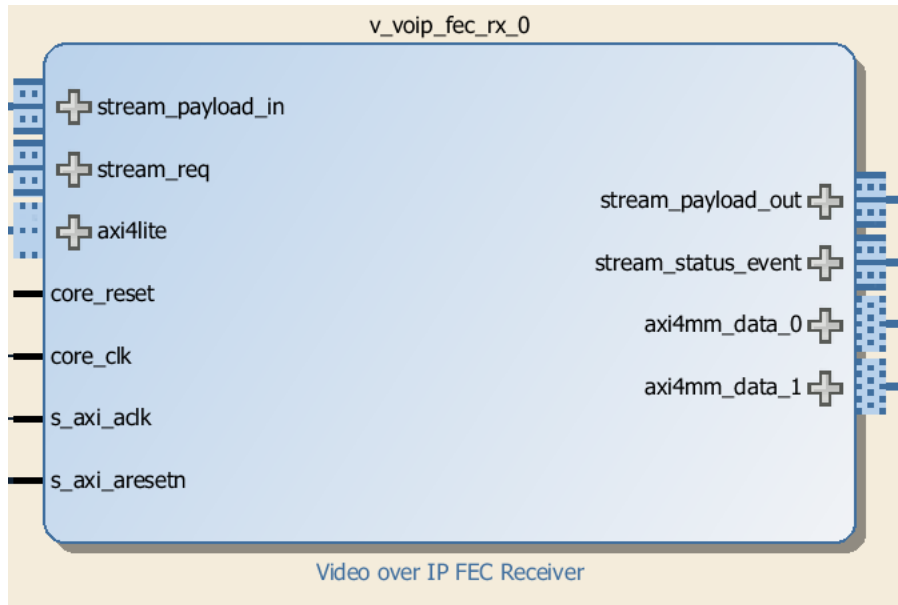 v_voip_fec_rx_0
stream_payload_in
stream_req
axi4lite
core_reset
core_clk
s_axi_aclk
s_axi_aresetn
stream_payload_out
stream_status_event
axi4mm_data_0
axi4mm_data_1
Video over IP FEC Receiver